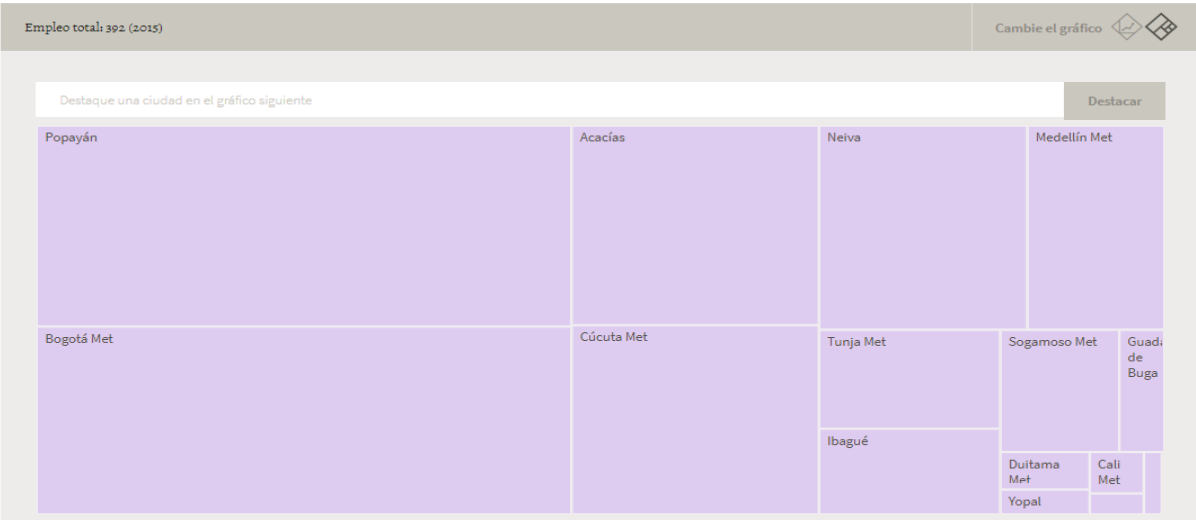 Empleo total: 392 (2015)
Cambie el gráfico
Destaque una ciudad en el gráfico siguiente
Destacar
Popayán
Acacías
Neiva
Medellín Met
Bogotá Met
Cúcuta Met
Tunja Met
Sogamoso Met
Guada
de
Buga
Ibagué
Duitama
Met
Cali
Met
Yopal